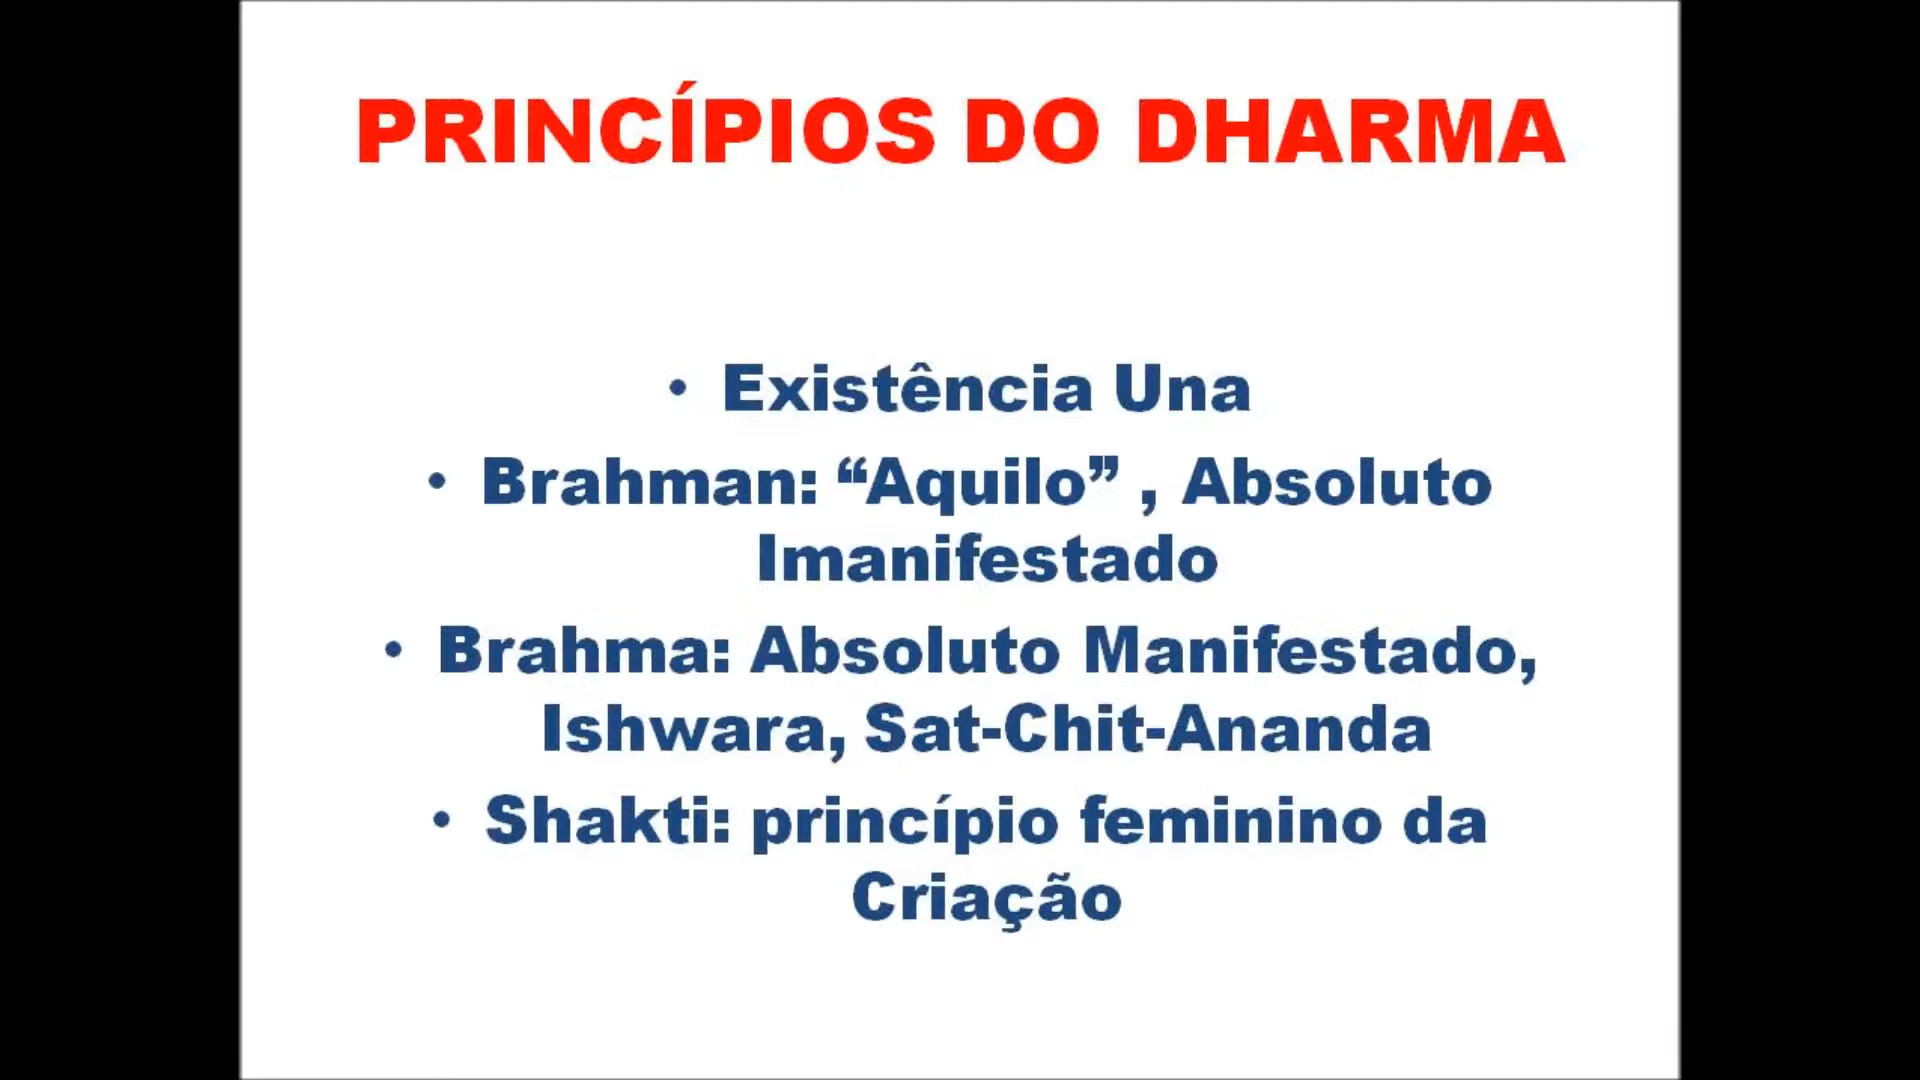 PRINCÍPIOS DO DHARMA
• Existência Una
• Brahman: “Aquilo” , Absoluto
Imanifestado
• Brahma: Absoluto Manifestado,
Ishwara, Sat-Chit-Ananda
• Shakti: princípio feminino da
Criação